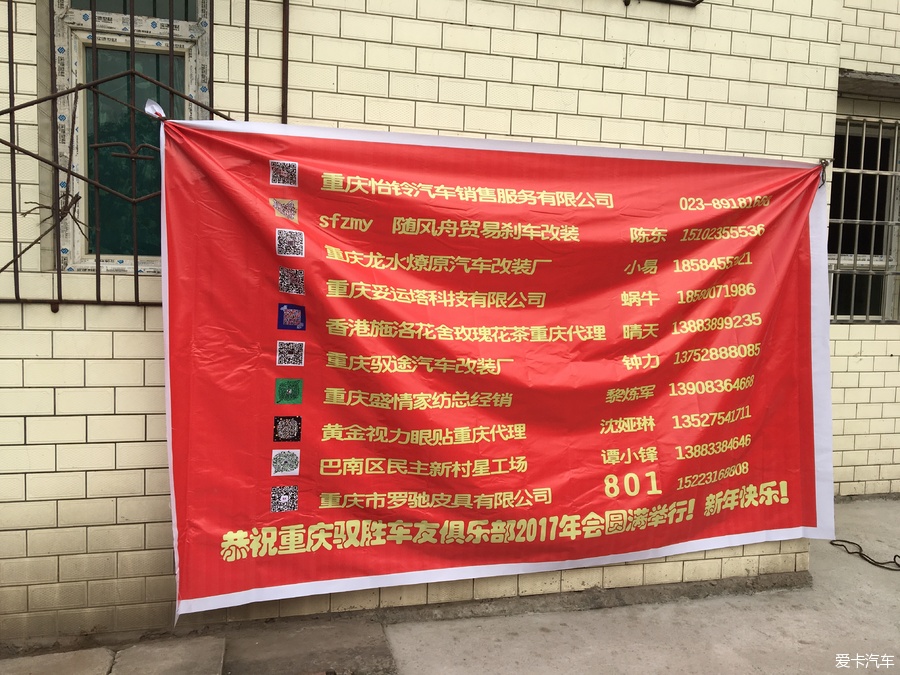 重庆怡铃汽车销售服务有限公司
sfzmy 随风舟贸易刹车改装 陈东 15102355536
重庆龙水燎原汽车改装厂 小易
重庆妥运塔科技有限公司 蜗牛
香港施洛花舍玫瑰花茶重庆代理 晴天 13883899235
重庆驭途汽车改装厂 钟力 13752888085
重庆盛情家纺总经销 黎炼军 13908364668
黄金视力眼贴重庆代理 沈娅琳 13527541711
巴南区民主新村星工场 谭小锋 13883384646
重庆市罗驰皮具有限公司 801
恭祝重庆驭胜车友俱乐部2017年会圆满举行！新年快乐！
爱卡汽车